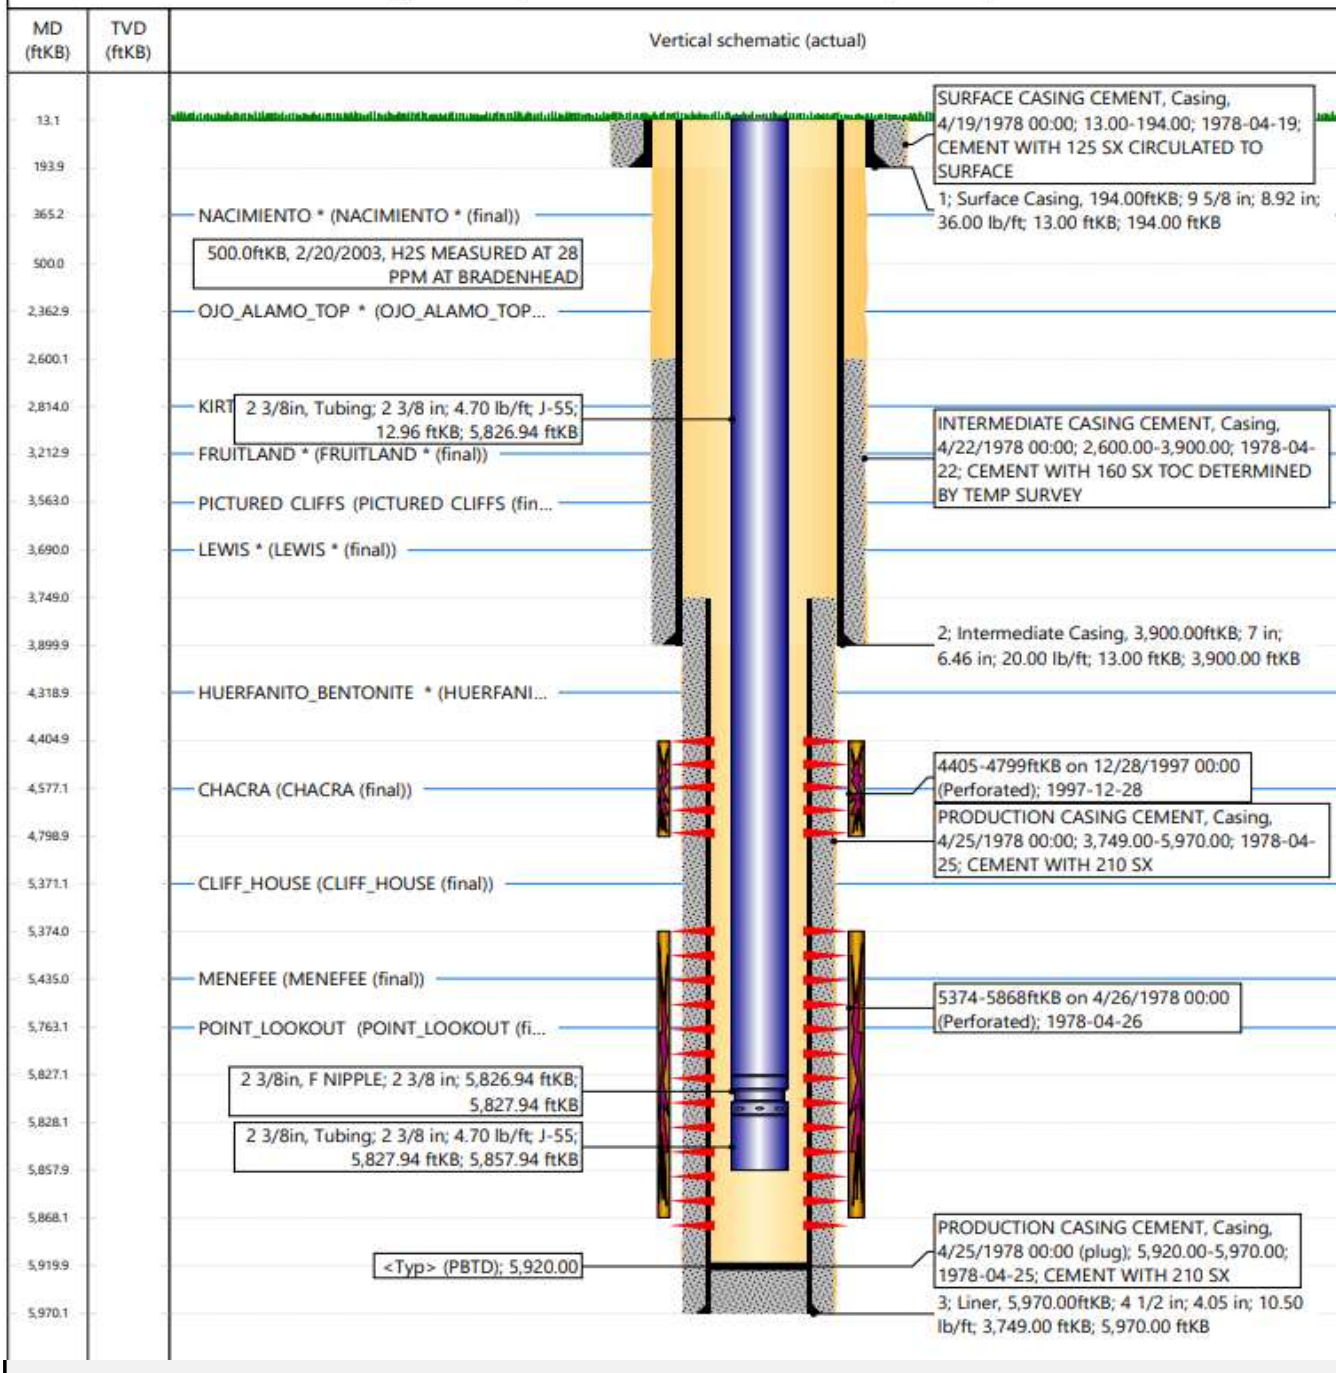 MD
(ftKB)
TVD
(ftKB)
Vertical schematic (actual)
13.1
193.9
365.2
500.0
2,362.9
2,600.1
2,814.0
3,212.9
3,563.0
3,690.0
3,749.0
3,899.9
4,318.9
4,404.9
4,577.1
4,798.9
5,371.1
5,374.0
5,435.0
5,763.1
5,827.1
5,828.1
5,857.9
5,868.1
5,919.9
5,970.1
NACIMIENTO * (NACIMIENTO * (final))
500.0ftKB, 2/20/2003, H2S MEASURED AT 28
PPM AT BRADENHEAD
OJO_ALAMO_TOP * (OJO_ALAMO_TOP...
KIRT
2 3/8in, Tubing; 2 3/8 in; 4.70 lb/ft; J-55;
12.96 ftKB; 5,826.94 ftKB
FRUITLAND * (FRUITLAND * (final))
PICTURED CLIFFS (PICTURED CLIFFS (fin...
LEWIS * (LEWIS * (final))
HUERFANITO_BENTONITE * (HUERFANI...
CHACRA (CHACRA (final))
CLIFF_HOUSE (CLIFF_HOUSE (final))
MENEFEE (MENEFEE (final))
POINT_LOOKOUT (POINT_LOOKOUT (fi...
2 3/8in, F NIPPLE; 2 3/8 in; 5,826.94 ftKB;
5,827.94 ftKB
2 3/8in, Tubing; 2 3/8 in; 4.70 lb/ft; J-55;
5,827.94 ftKB; 5,857.94 ftKB
<Typ> (PBTD); 5,920.00
SURFACE CASING CEMENT, Casing,
4/19/1978 00:00; 13.00-194.00; 1978-04-19;
CEMENT WITH 125 SX CIRCULATED TO
SURFACE
1; Surface Casing, 194.00ftKB; 9 5/8 in; 8.92 in;
36.00 lb/ft; 13.00 ftKB; 194.00 ftKB
INTERMEDIATE CASING CEMENT, Casing,
4/22/1978 00:00; 2,600.00-3,900.00; 1978-04-
22; CEMENT WITH 160 SX TOC DETERMINED
BY TEMP SURVEY
2; Intermediate Casing, 3,900.00ftKB; 7 in;
6.46 in; 20.00 lb/ft; 13.00 ftKB; 3,900.00 ftKB
4405-4799ftKB on 12/28/1997 00:00
(Perforated); 1997-12-28
PRODUCTION CASING CEMENT, Casing,
4/25/1978 00:00; 3,749.00-5,970.00; 1978-04-
25; CEMENT WITH 210 SX
5374-5868ftKB on 4/26/1978 00:00
(Perforated); 1978-04-26
PRODUCTION CASING CEMENT, Casing,
4/25/1978 00:00 (plug); 5,920.00-5,970.00;
1978-04-25; CEMENT WITH 210 SX
3; Liner, 5,970.00ftKB; 4 1/2 in; 4.05 in; 10.50
lb/ft; 3,749.00 ftKB; 5,970.00 ftKB